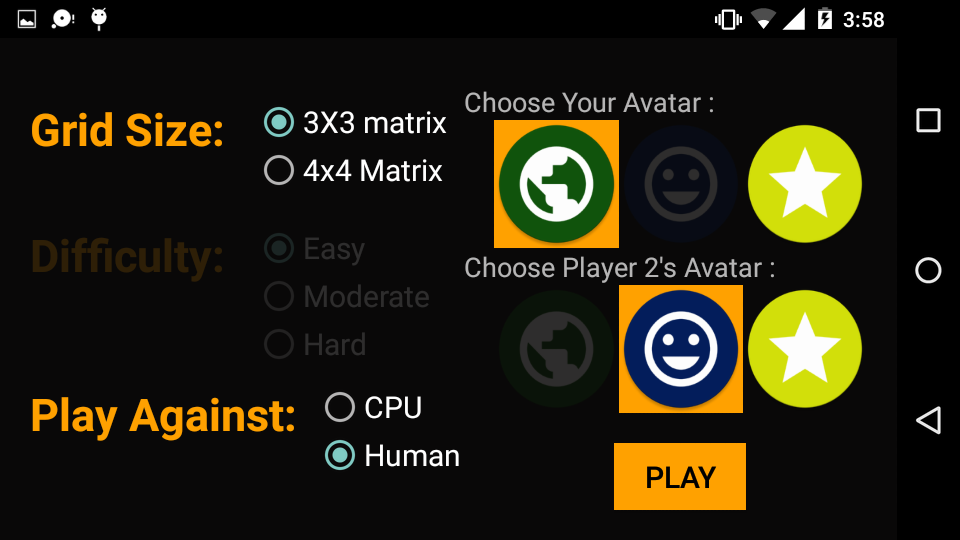 3:58
Grid Size:
3X3 matrix
4x4 Matrix
Difficulty:
Easy
Moderate
Hard
Play Against:
CPU
Human
Choose Your Avatar :
Choose Player 2's Avatar :
PLAY